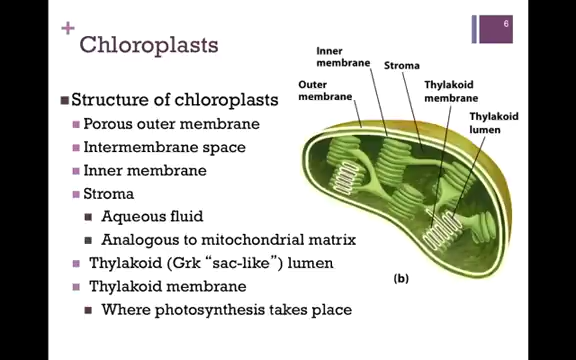 6
+
Chloroplasts
Structure of chloroplasts
Porous outer membrane
Intermembrane space
Inner membrane
Stroma
Aqueous fluid
Analogous to mitochondrial matrix
Thylakoid (Grk “sac-like”) lumen
Thylakoid membrane
Where photosynthesis takes place
Inner
membrane
Stroma
Outer
membrane
Thylakoid
membrane
Thylakoid
lumen
(b)